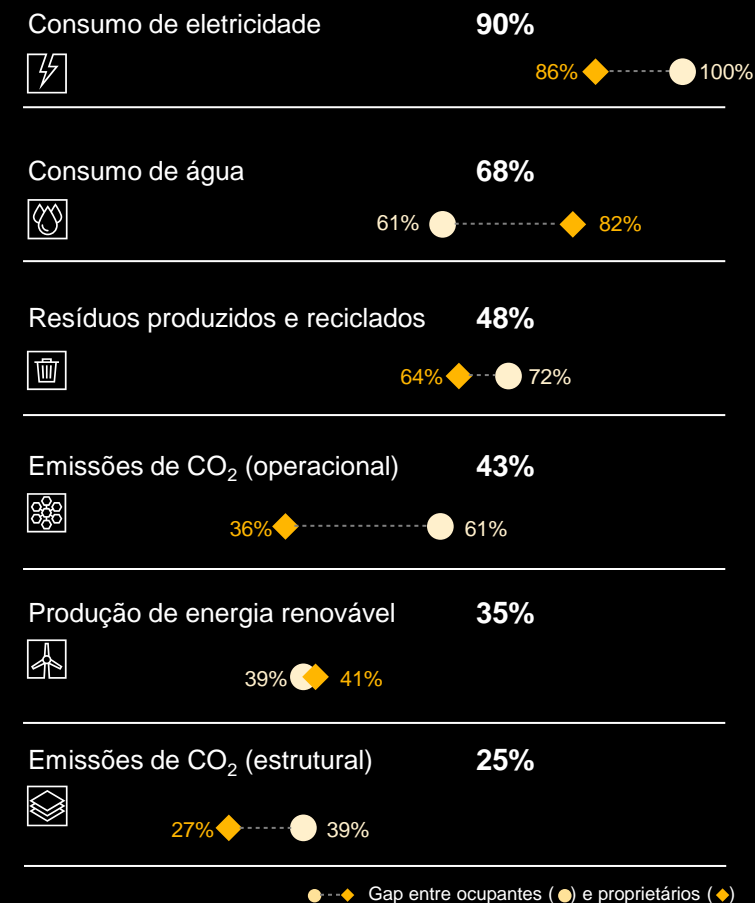 Consumo de eletricidade 90%
86% 100%
Consumo de água 68%
61% 82%
Resíduos produzidos e reciclados 48%
64% 72%
Emissões de CO₂ (operacional) 43%
36% 61%
Produção de energia renovável 35%
39% 41%
Emissões de CO₂ (estrutural) 25%
27% 39%
Gap entre ocupantes ( ) e proprietários ( )